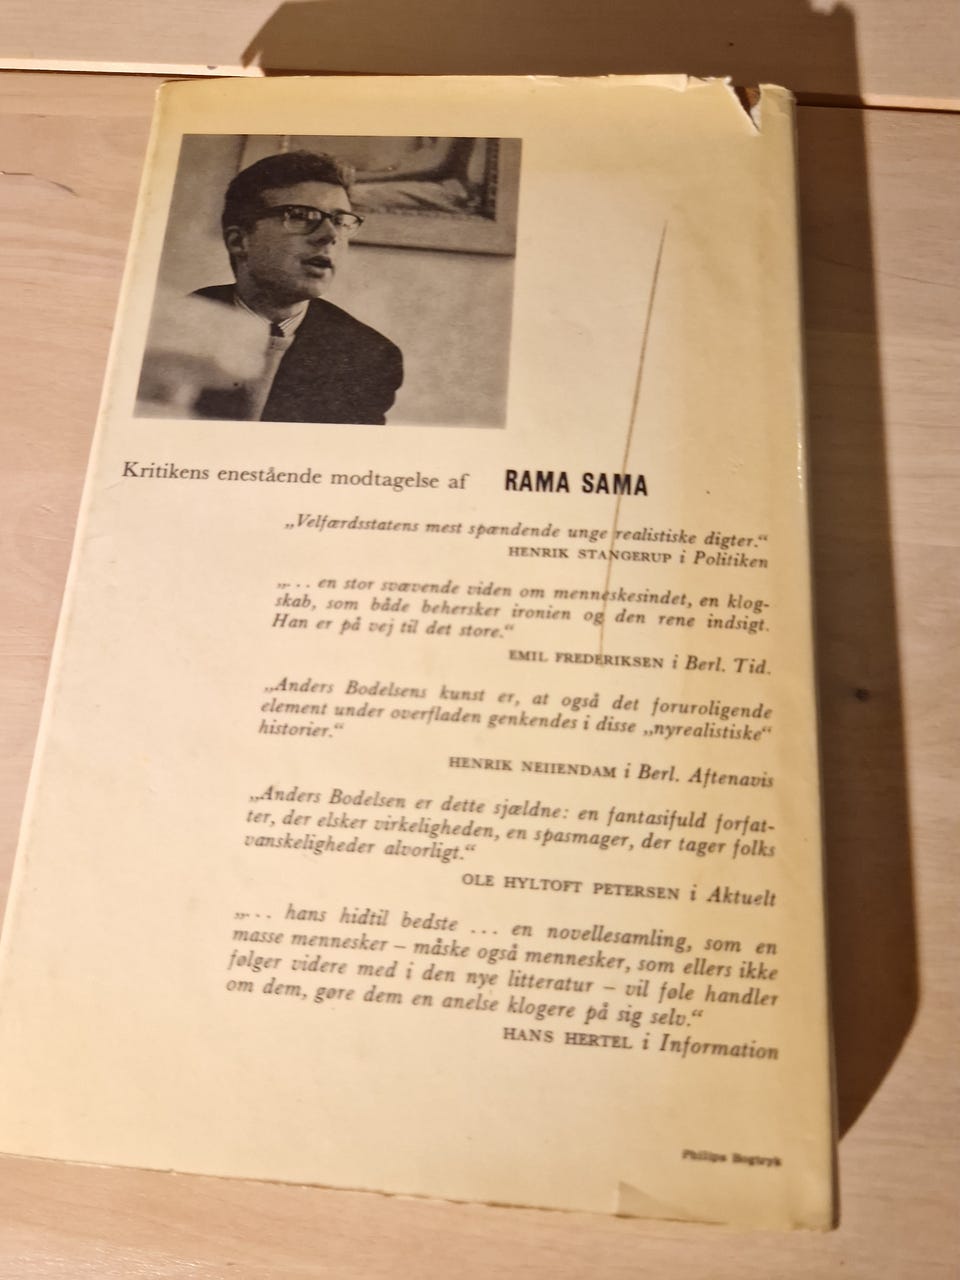 Kritikens enestående modtagelse af RAMA SAMA
„Velfærdsstatens mest spændende unge realistiske digter.“
HENRIK STANGERUP i Politiken
„... en stor svævende viden om menneskesindet, en klog-
skab, som både behersker ironien og den rene indsigt.
Han er på vej til det store.“
EMIL FREDERIKSEN i Berl. Tid.
„Anders Bodelsens kunst er, at også det foruroligende
element under overfladen genkendes i disse „nyrealistiske“
historier.“
HENRIK NEIIENDAM i Berl. Aftenavis
„Anders Bodelsen er dette sjældne: en fantasifuld forfat-
ter, der elsker virkeligheden, en spasmager, der tager folks
vanskeligheder alvorligt.“
OLE HYLTOFT PETERSEN i Aktuelt
„... hans hidtil bedste ... en novellesamling, som en
masse mennesker – måske også mennesker, som ellers ikke
følger videre med i den nye litteratur – vil føle handler
om dem, gøre dem en anelse klogere på sig selv.“
HANS HERTEL i Information
Philips Bogtryk